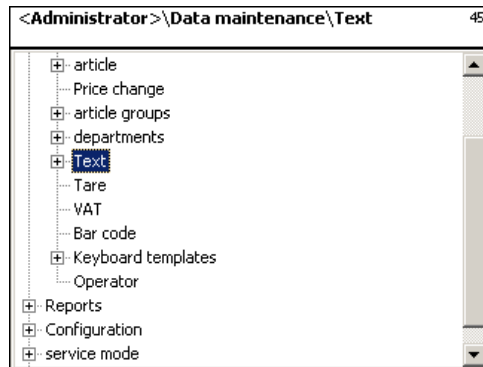 <Administrator>\Data maintenance\Text 45
article
Price change
article groups
departments
Text
Tare
VAT
Bar code
Keyboard templates
Operator
Reports
Configuration
service mode